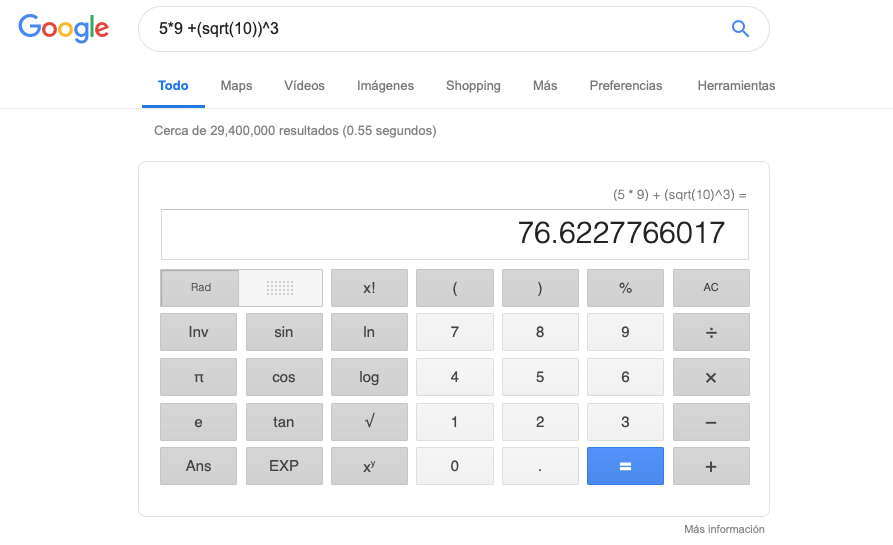 Google 5*9 +(sqrt(10))^3
Todo Maps Vídeos Imágenes Shopping Más Preferencias Herramientas
Cerca de 29,400,000 resultados (0.55 segundos)
(5 * 9) + (sqrt(10)^3) =
76.6227766017
Rad x! ( ) % AC
Inv sin ln 7 8 9 ÷
π cos log 4 5 6 ×
e tan √ 1 2 3 −
Ans EXP xʸ 0 . = +
Más información